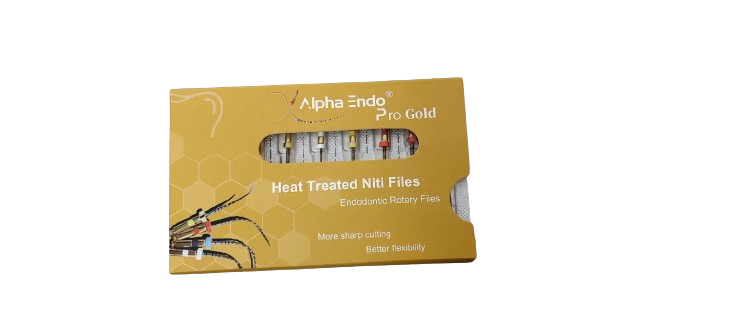 Alpha Endo®
Pro Gold
Heat Treated Niti Files
Endodontic Rotary Files
More sharp cutting
Better flexibility